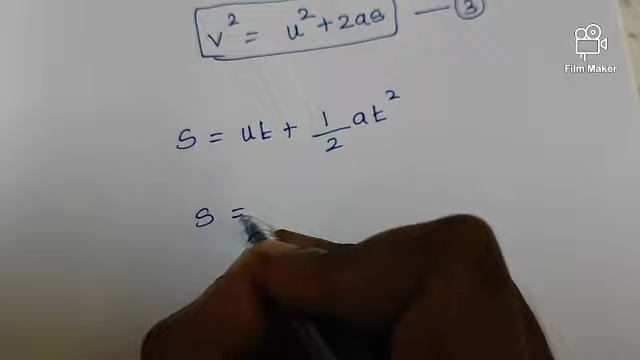 v² = u² + 2as — ③
S = ut + 1/2 at²
S =
Film Maker